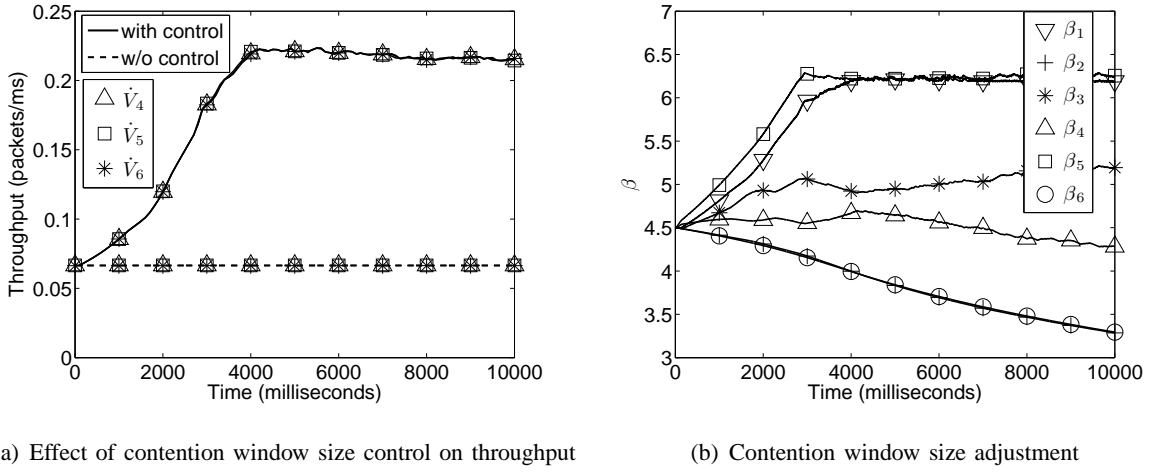 with control
w/o control
V̇4
V̇5
V̇6
0.25
0.2
0.15
0.1
0.05
0
Throughput (packets/ms)
0 2000 4000 6000 8000 10000
Time (milliseconds)
7
6.5
6
5.5
5
4.5
4
3.5
3
β
β1
β2
β3
β4
β5
β6
0 2000 4000 6000 8000 10000
Time (milliseconds)
a) Effect of contention window size control on throughput
(b) Contention window size adjustment